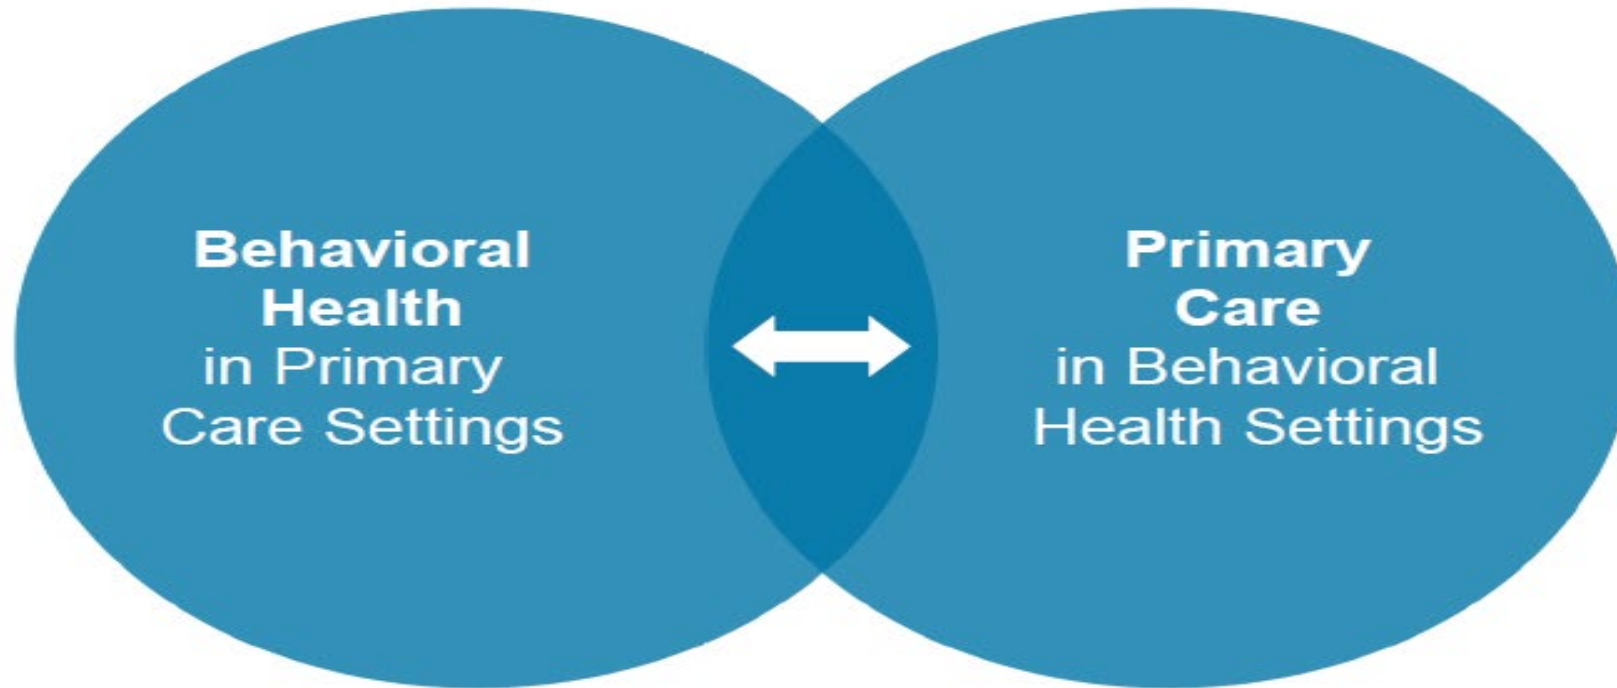 Behavioral
Health
in Primary
Care Settings
Primary
Care
in Behavioral
Health Settings